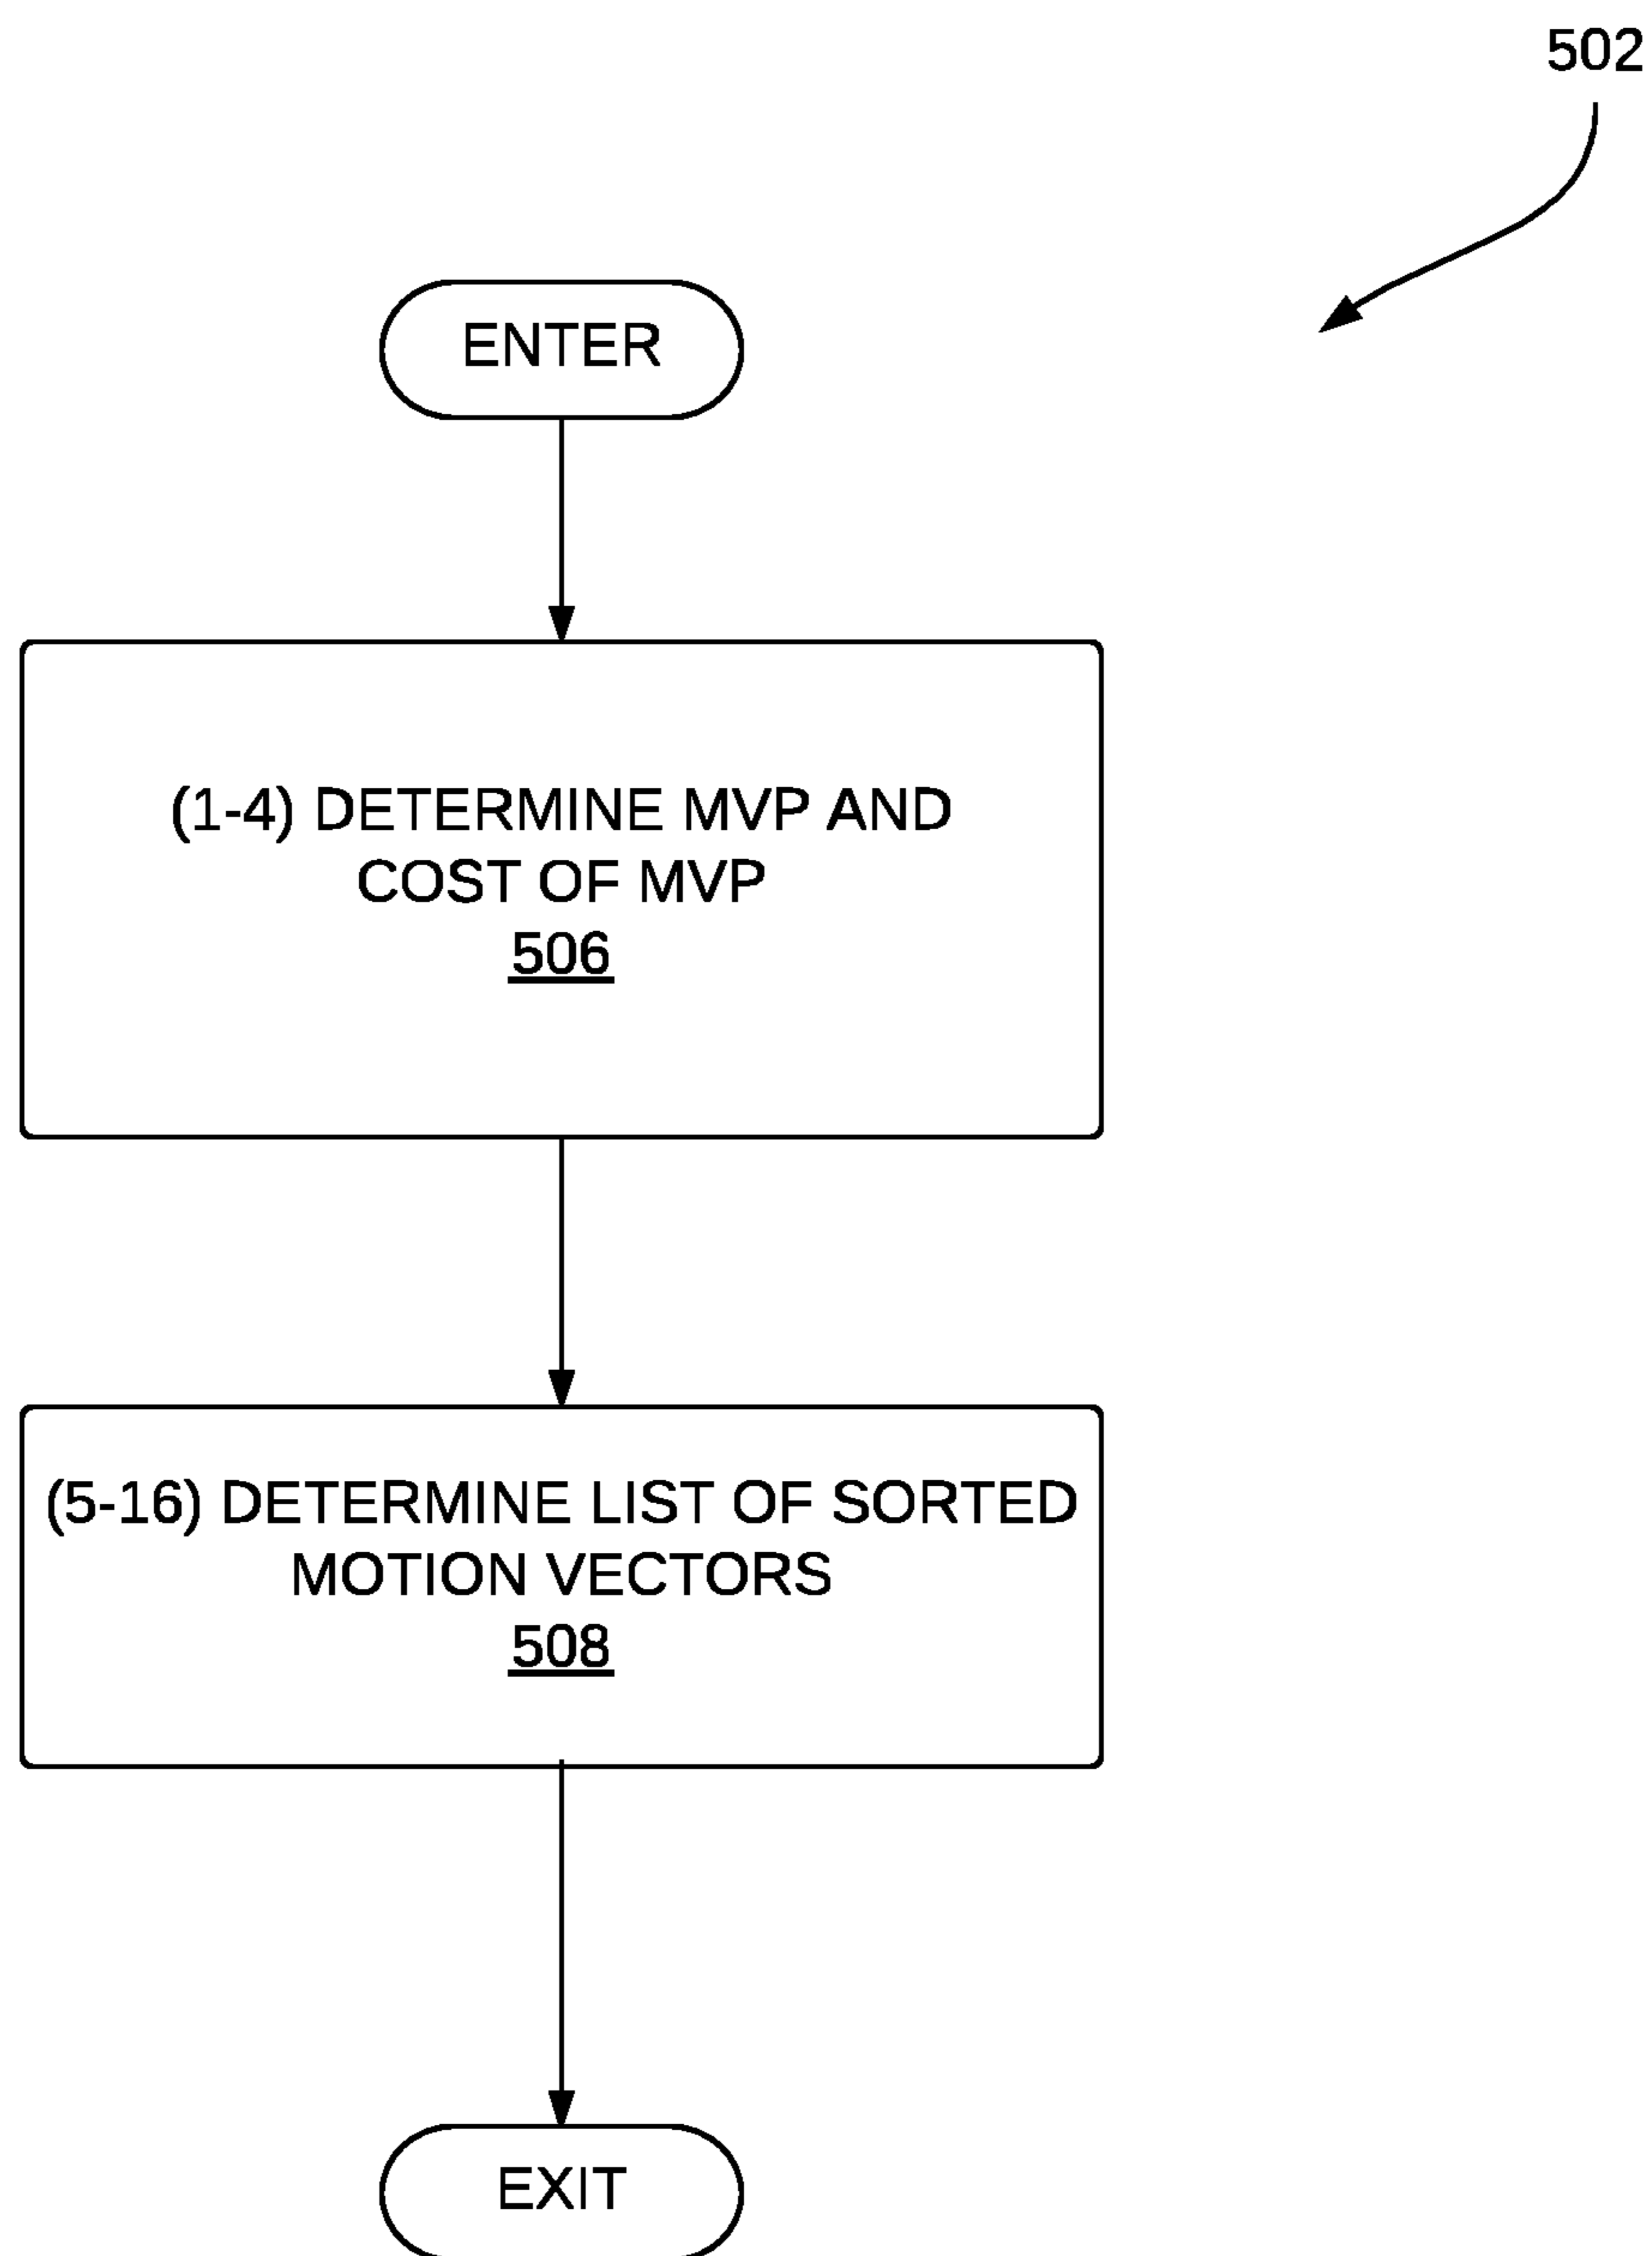 502
ENTER
(1-4) DETERMINE MVP AND
COST OF MVP
506
(5-16) DETERMINE LIST OF SORTED
MOTION VECTORS
508
EXIT